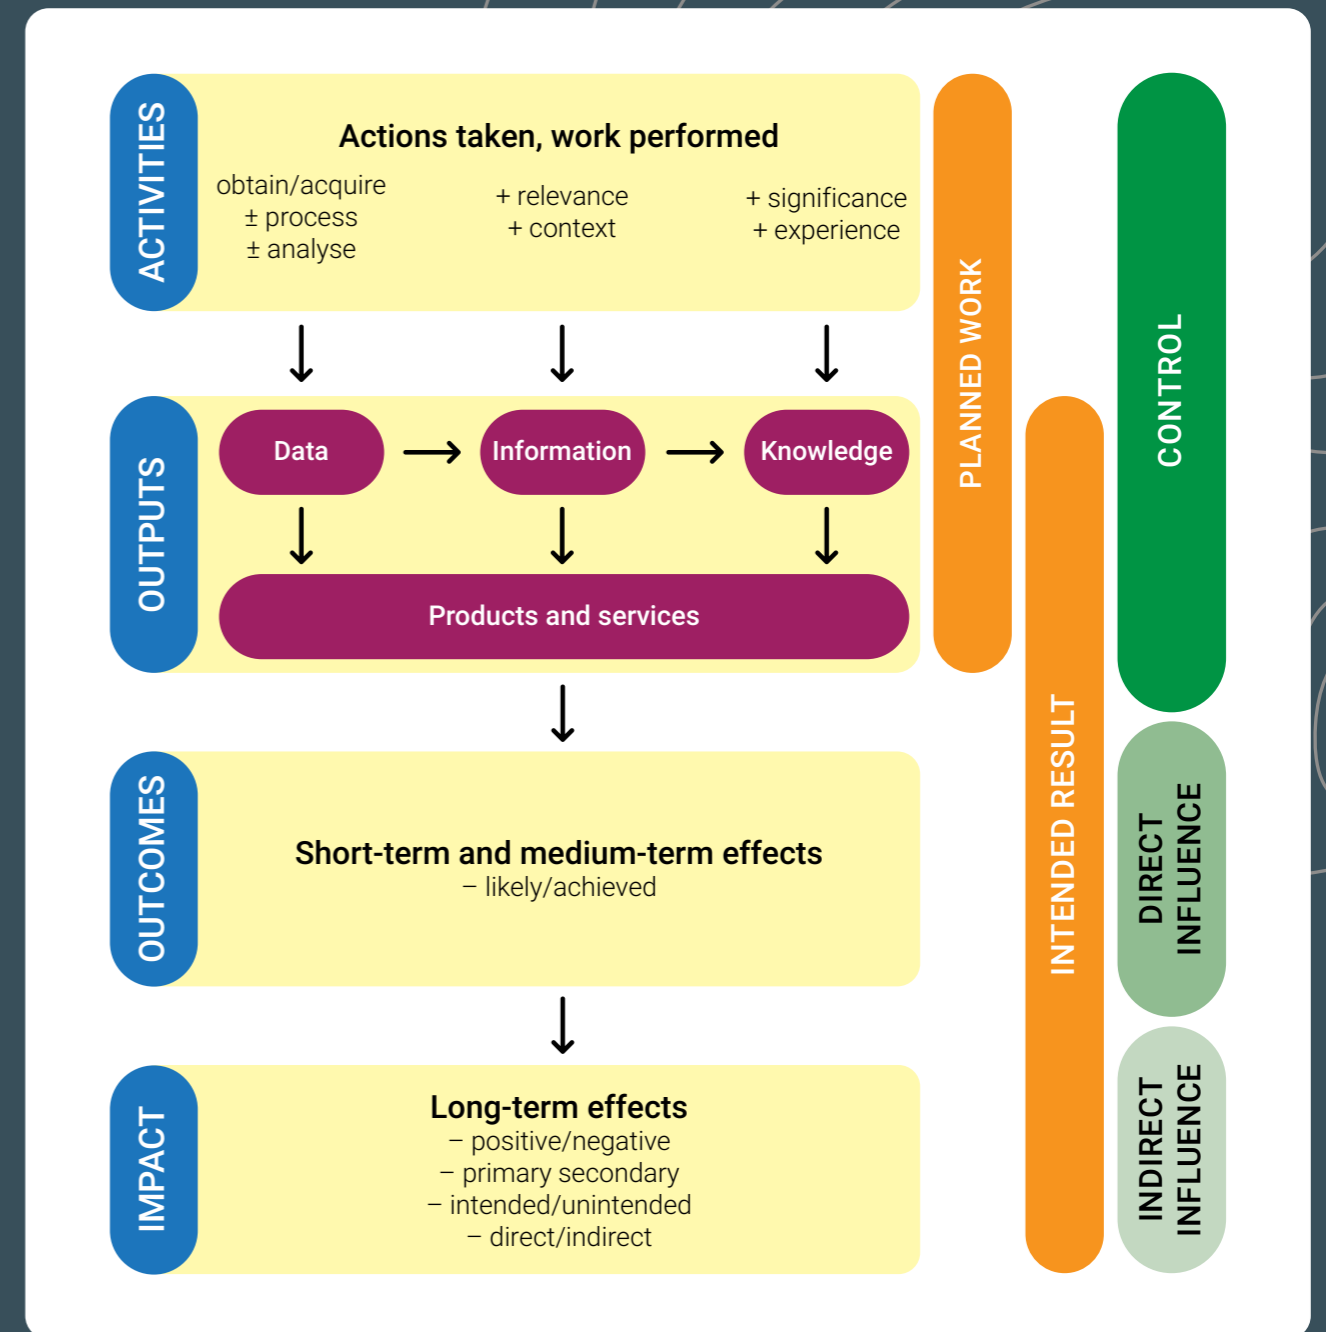 ACTIVITIES
Actions taken, work performed
obtain/acquire
± process
± analyse
+ relevance
+ context
+ significance
+ experience
OUTPUTS
Data
Information
Knowledge
Products and services
OUTCOMES
Short-term and medium-term effects
– likely/achieved
IMPACT
Long-term effects
– positive/negative
– primary secondary
– intended/unintended
– direct/indirect
PLANNED WORK
INTENDED RESULT
CONTROL
DIRECT
INFLUENCE
INDIRECT
INFLUENCE